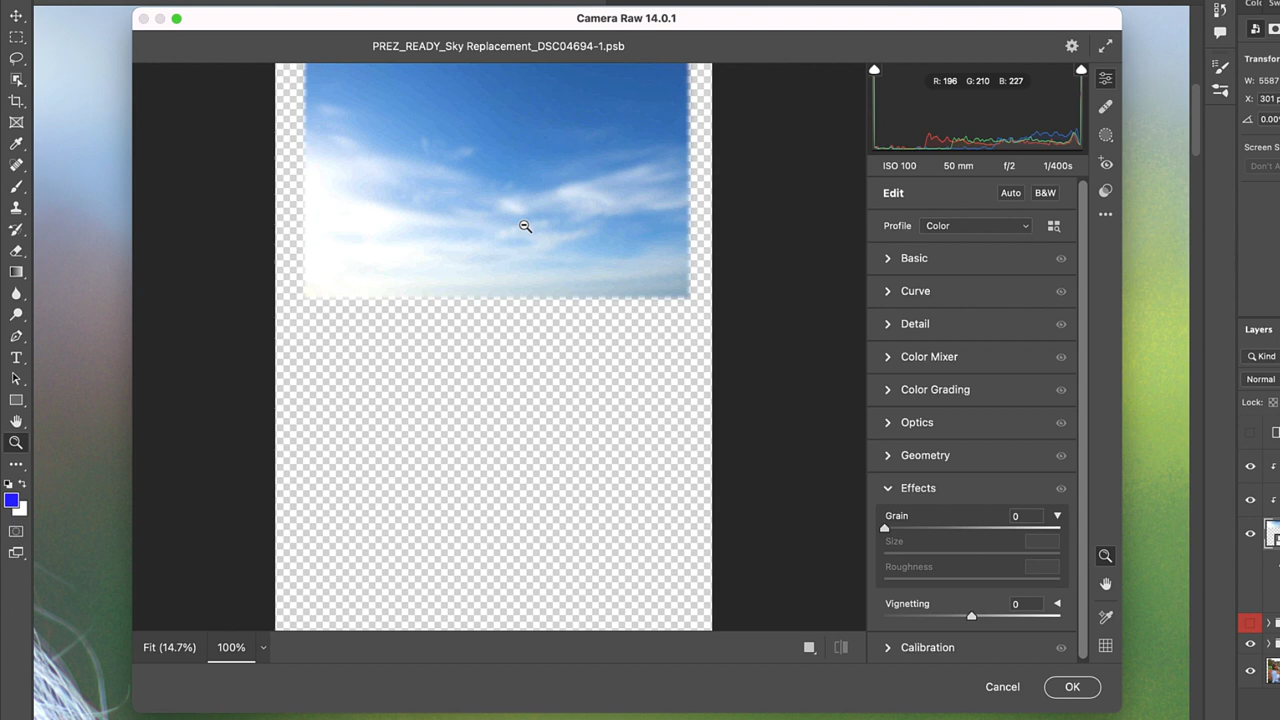 Camera Raw 14.0.1
PREZ_READY_Sky Replacement_DSC04694-1.psb
R: 196 G: 210 B: 227
ISO 100 50 mm f/2 1/400s
Edit Auto B&W
Profile Color
Basic
Curve
Detail
Color Mixer
Color Grading
Optics
Geometry
Effects
Grain 0
Size
Roughness
Vignetting 0
Calibration
Fit (14.7%) 100%
Cancel OK
Transform
W: 5587
X: 301 p
0.00°
Screen S
Don't A
Layers
Kind
Normal
Lock: